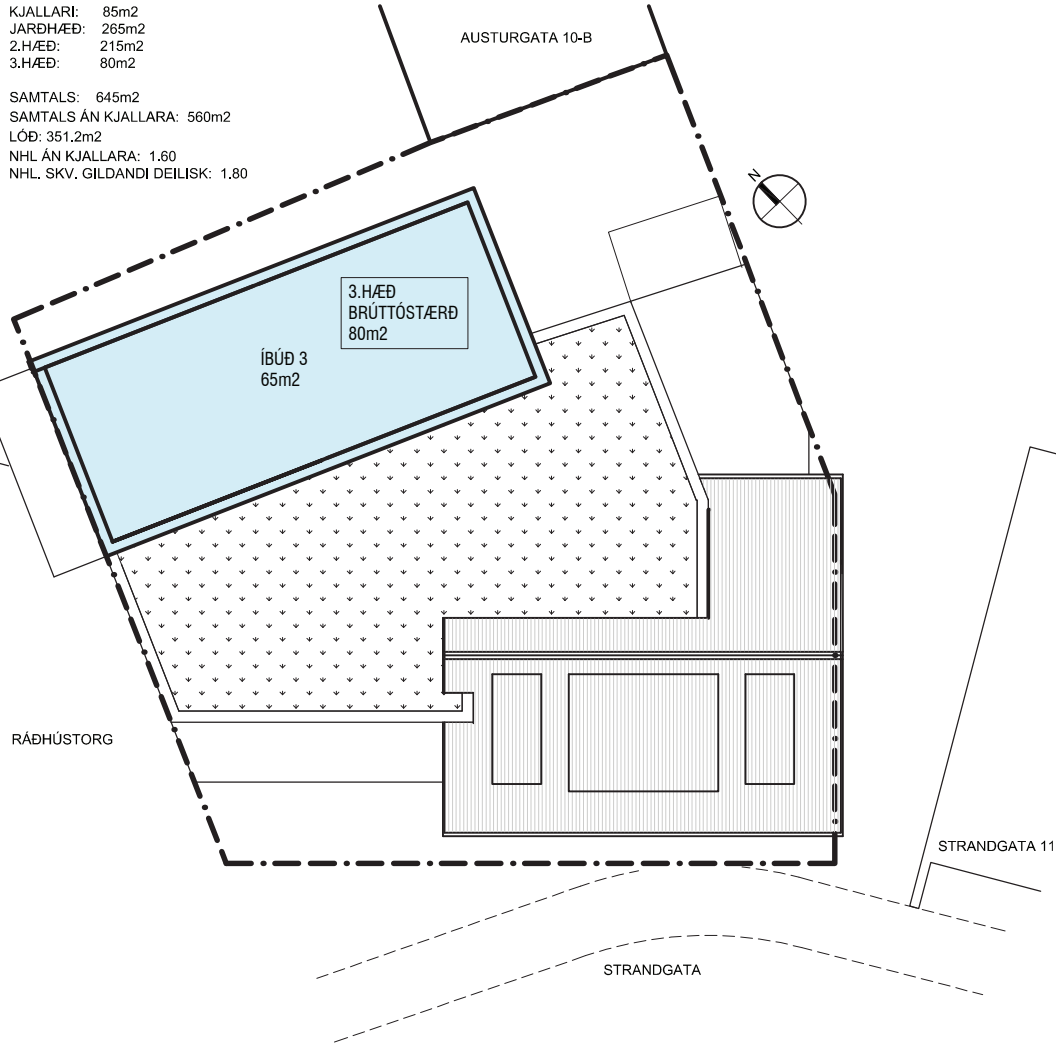 KJALLARI: 85m2
JARÐHÆÐ: 265m2
2.HÆÐ: 215m2
3.HÆÐ: 80m2
SAMTALS: 645m2
SAMTALS ÁN KJALLARA: 560m2
LÓÐ: 351.2m2
NHL ÁN KJALLARA: 1.60
NHL. SKV. GILDANDI DEILISK: 1.80
AUSTURGATA 10-B
N
3.HÆÐ
BRÚTTÓSTÆRÐ
80m2
ÍBÚÐ 3
65m2
RÁÐHÚSTORG
STRANDGATA 11
STRANDGATA